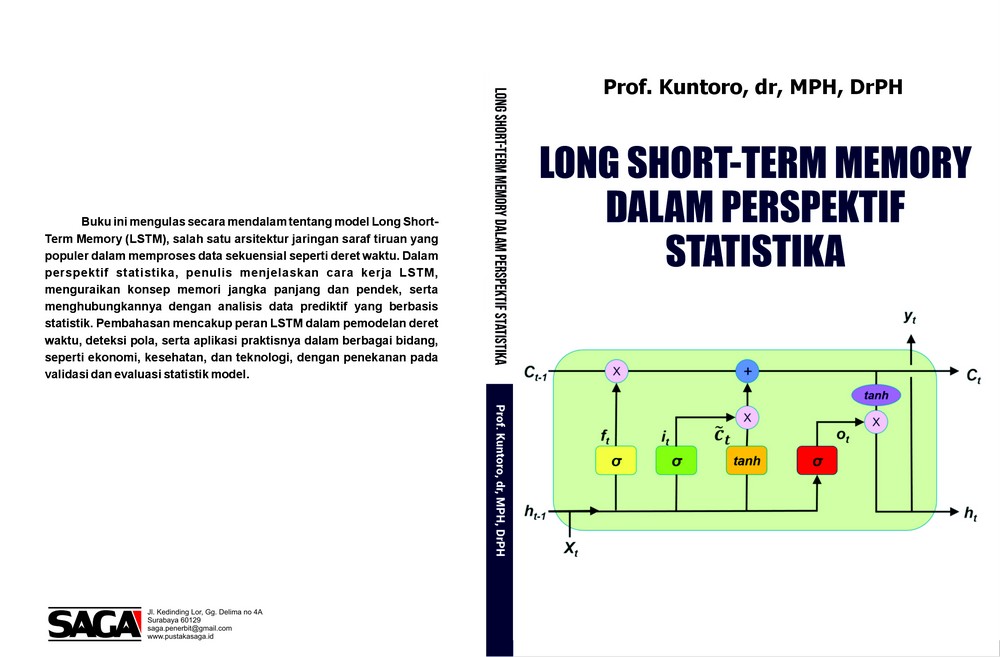 Buku ini mengulas secara mendalam tentang model Long Short-
Term Memory (LSTM), salah satu arsitektur jaringan saraf tiruan yang
populer dalam memproses data sekuensial seperti deret waktu. Dalam
perspektif statistika, penulis menjelaskan cara kerja LSTM,
menguraikan konsep memori jangka panjang dan pendek, serta
menghubungkannya dengan analisis data prediktif yang berbasis
statistik. Pembahasan mencakup peran LSTM dalam pemodelan deret
waktu, deteksi pola, serta aplikasi praktisnya dalam berbagai bidang,
seperti ekonomi, kesehatan, dan teknologi, dengan penekanan pada
validasi dan evaluasi statistik model.
SAGA
Jl. Kedinding Lor, Gg. Delima no 4A
Surabaya 60129
saga.penerbit@gmail.com
www.pustakasaga.id
LONG SHORT-TERM MEMORY DALAM PERSPEKTIF STATISTIKA
Prof. Kuntoro, dr, MPH, DrPH
Prof. Kuntoro, dr, MPH, DrPH
LONG SHORT-TERM MEMORY
DALAM PERSPEKTIF
STATISTIKA
yt
Ct-1
X
+
Ct
tanh
X
X
ft
it
c̃t
ot
σ
σ
tanh
σ
ht-1
ht
Xt